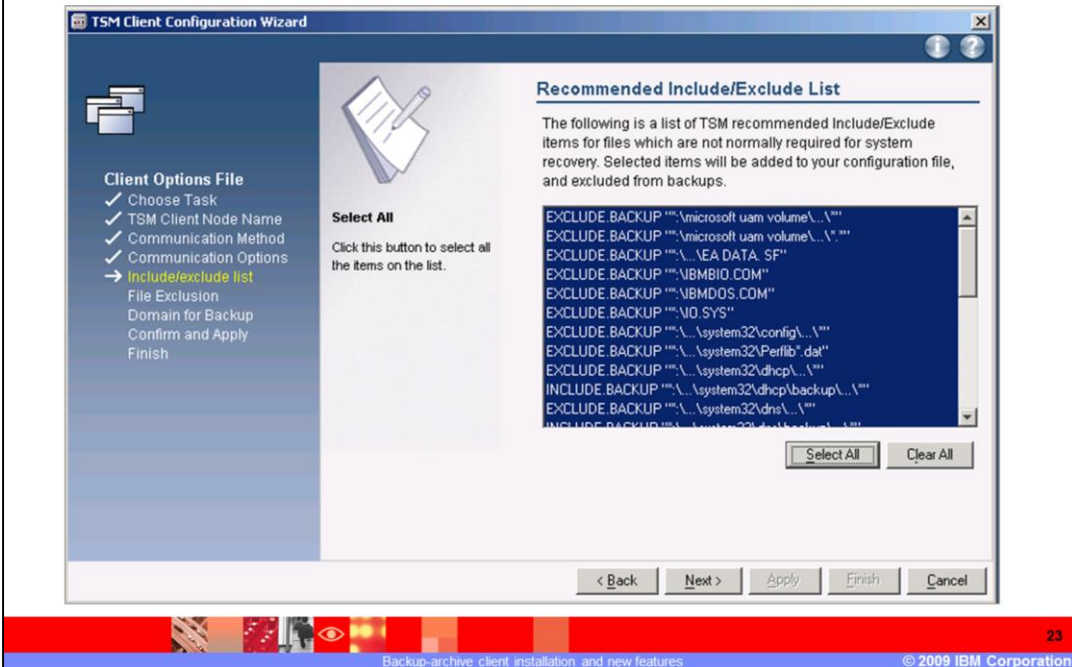 TSM Client Configuration Wizard
Client Options File
Choose Task
TSM Client Node Name
Communication Method
Communication Options
Include/exclude list
File Exclusion
Domain for Backup
Confirm and Apply
Finish
Select All
Click this button to select all
the items on the list.
Recommended Include/Exclude List
The following is a list of TSM recommended Include/Exclude
items for files which are not normally required for system
recovery. Selected items will be added to your configuration file,
and excluded from backups.
EXCLUDE.BACKUP "*:\microsoft uam volume\...\*"
EXCLUDE.BACKUP "*:\microsoft uam volume\...\*.*"
EXCLUDE.BACKUP "*:\...\EA DATA. SF"
EXCLUDE.BACKUP "*:\IBMBIO.COM"
EXCLUDE.BACKUP "*:\IBMDOS.COM"
EXCLUDE.BACKUP "*:\IO.SYS"
EXCLUDE.BACKUP "*:\...\system32\config\...\*"
EXCLUDE.BACKUP "*:\...\system32\Perflib*.dat"
EXCLUDE.BACKUP "*:\...\system32\dhcp\...\*"
INCLUDE.BACKUP "*:\...\system32\dhcp\backup\...\*"
EXCLUDE.BACKUP "*:\...\system32\dns\...\*"
INCLUDE.BACKUP "*:\...\system32\dns\backup\...\*"
Select All
Clear All
< Back
Next >
Apply
Finish
Cancel
23
Backup-archive client installation and new features
© 2009 IBM Corporation